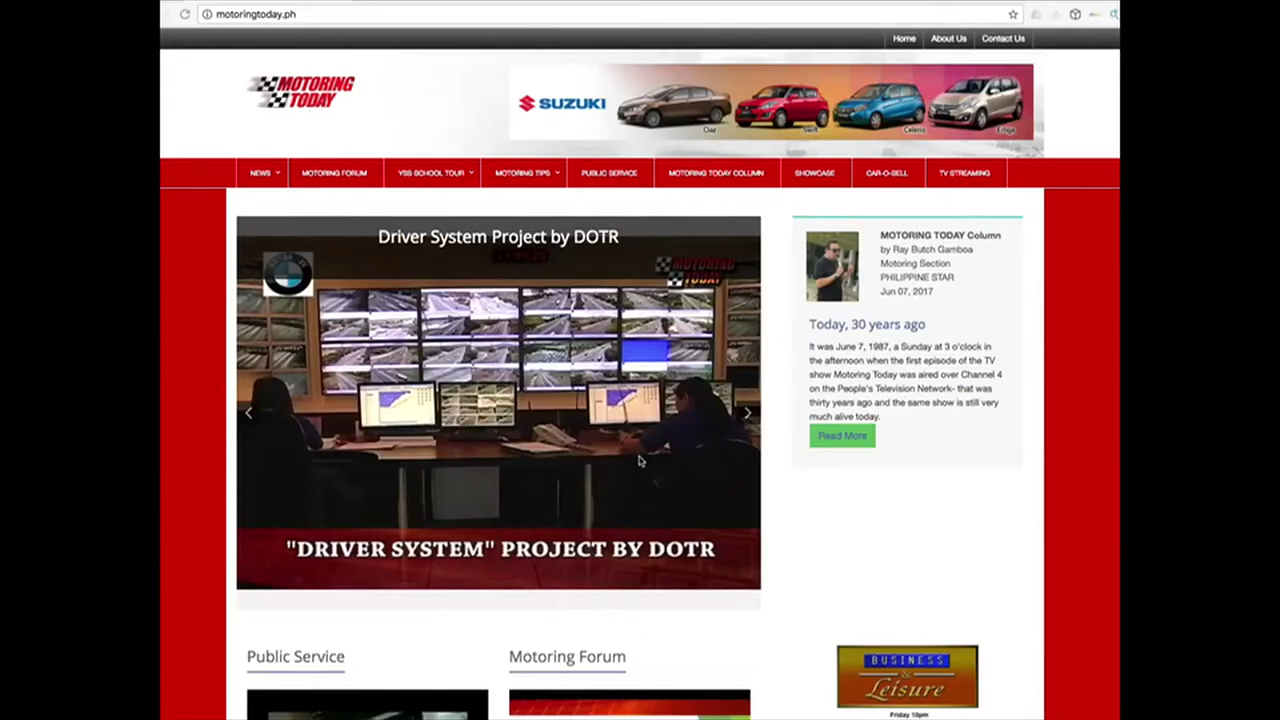 motoringtoday.ph
Home About Us Contact Us
MOTORING
TODAY
SUZUKI
Ciaz Swift Celerio Ertiga
NEWS MOTORING FORUM YSS SCHOOL TOUR MOTORING TIPS PUBLIC SERVICE MOTORING TODAY COLUMN SHOWCASE CAR-O-SELL TV STREAMING
Driver System Project by DOTR
BMW
MOTORING
TODAY
"DRIVER SYSTEM" PROJECT BY DOTR
MOTORING TODAY Column
by Ray Butch Gamboa
Motoring Section
PHILIPPINE STAR
Jun 07, 2017
Today, 30 years ago
It was June 7, 1987, a Sunday at 3 o'clock in
the afternoon when the first episode of the TV
show Motoring Today was aired over Channel 4
on the People's Television Network- that was
thirty years ago and the same show is still very
much alive today.
Read More
Public Service
Motoring Forum
BUSINESS
&
Leisure
Friday 10pm